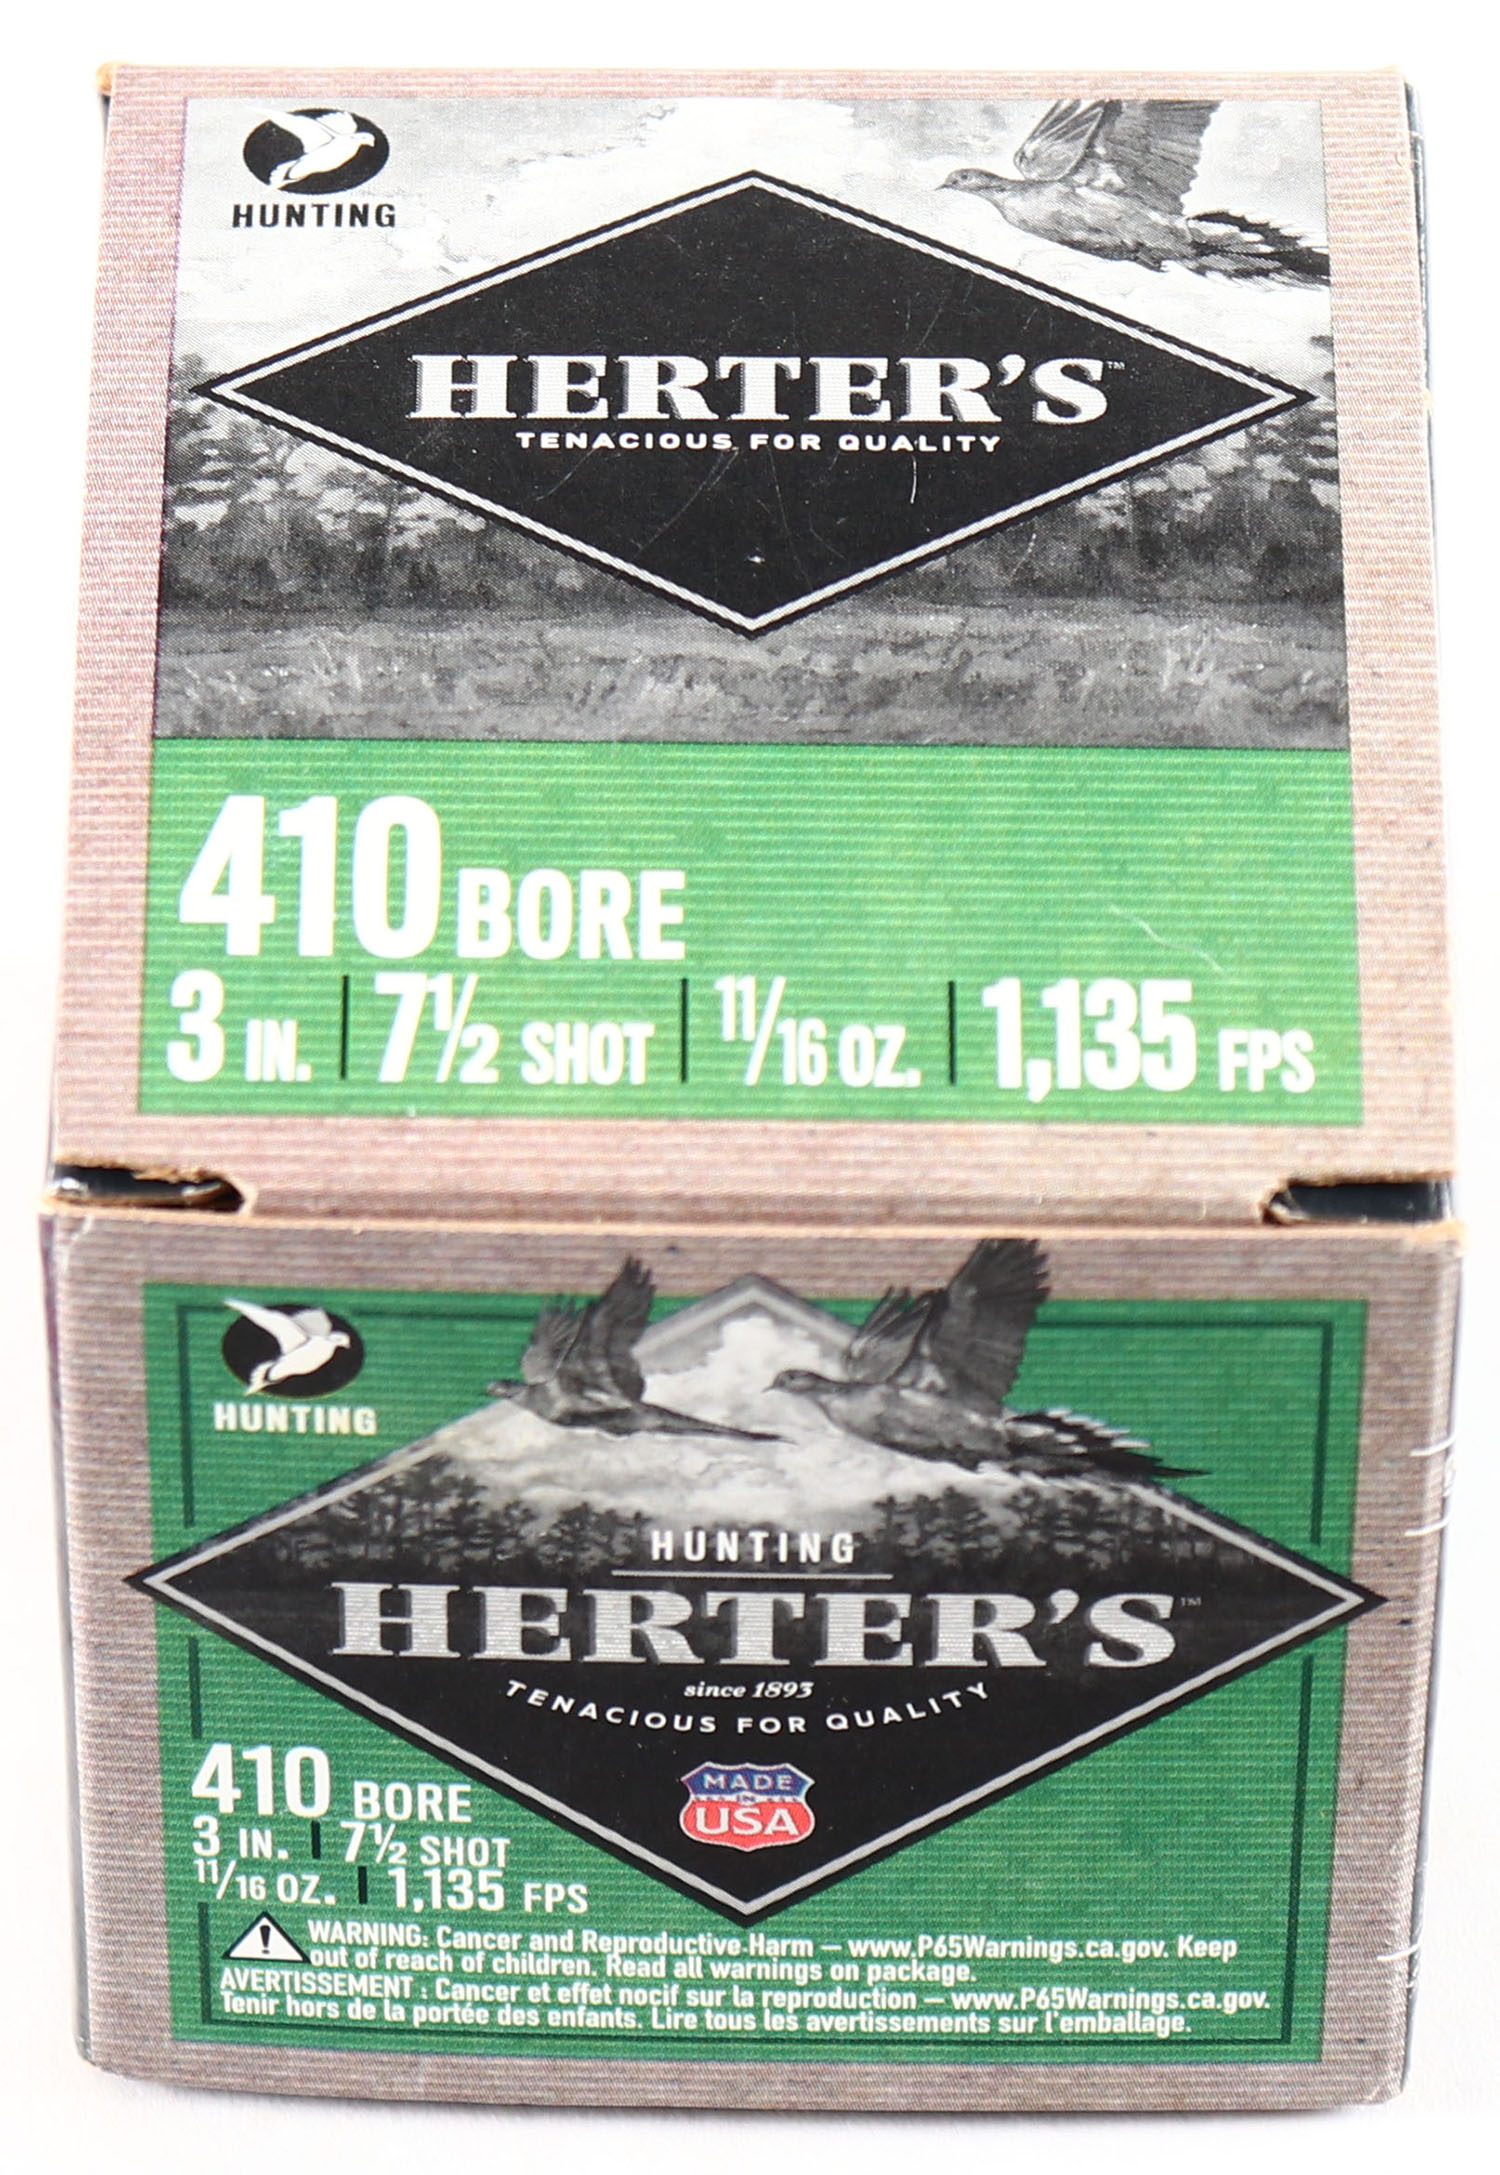 HUNTING
HERTER'S™
TENACIOUS FOR QUALITY
410 BORE
3 IN. | 7½ SHOT | 11/16 OZ. | 1,135 FPS
HUNTING
HUNTING
HERTER'S™
since 1893
TENACIOUS FOR QUALITY
MADE
IN
USA
410 BORE
3 IN. | 7½ SHOT
11/16 OZ. | 1,135 FPS
WARNING: Cancer and Reproductive Harm – www.P65Warnings.ca.gov. Keep
out of reach of children. Read all warnings on package.
AVERTISSEMENT : Cancer et effet nocif sur la reproduction – www.P65Warnings.ca.gov.
Tenir hors de la portée des enfants. Lire tous les avertissements sur l'emballage.